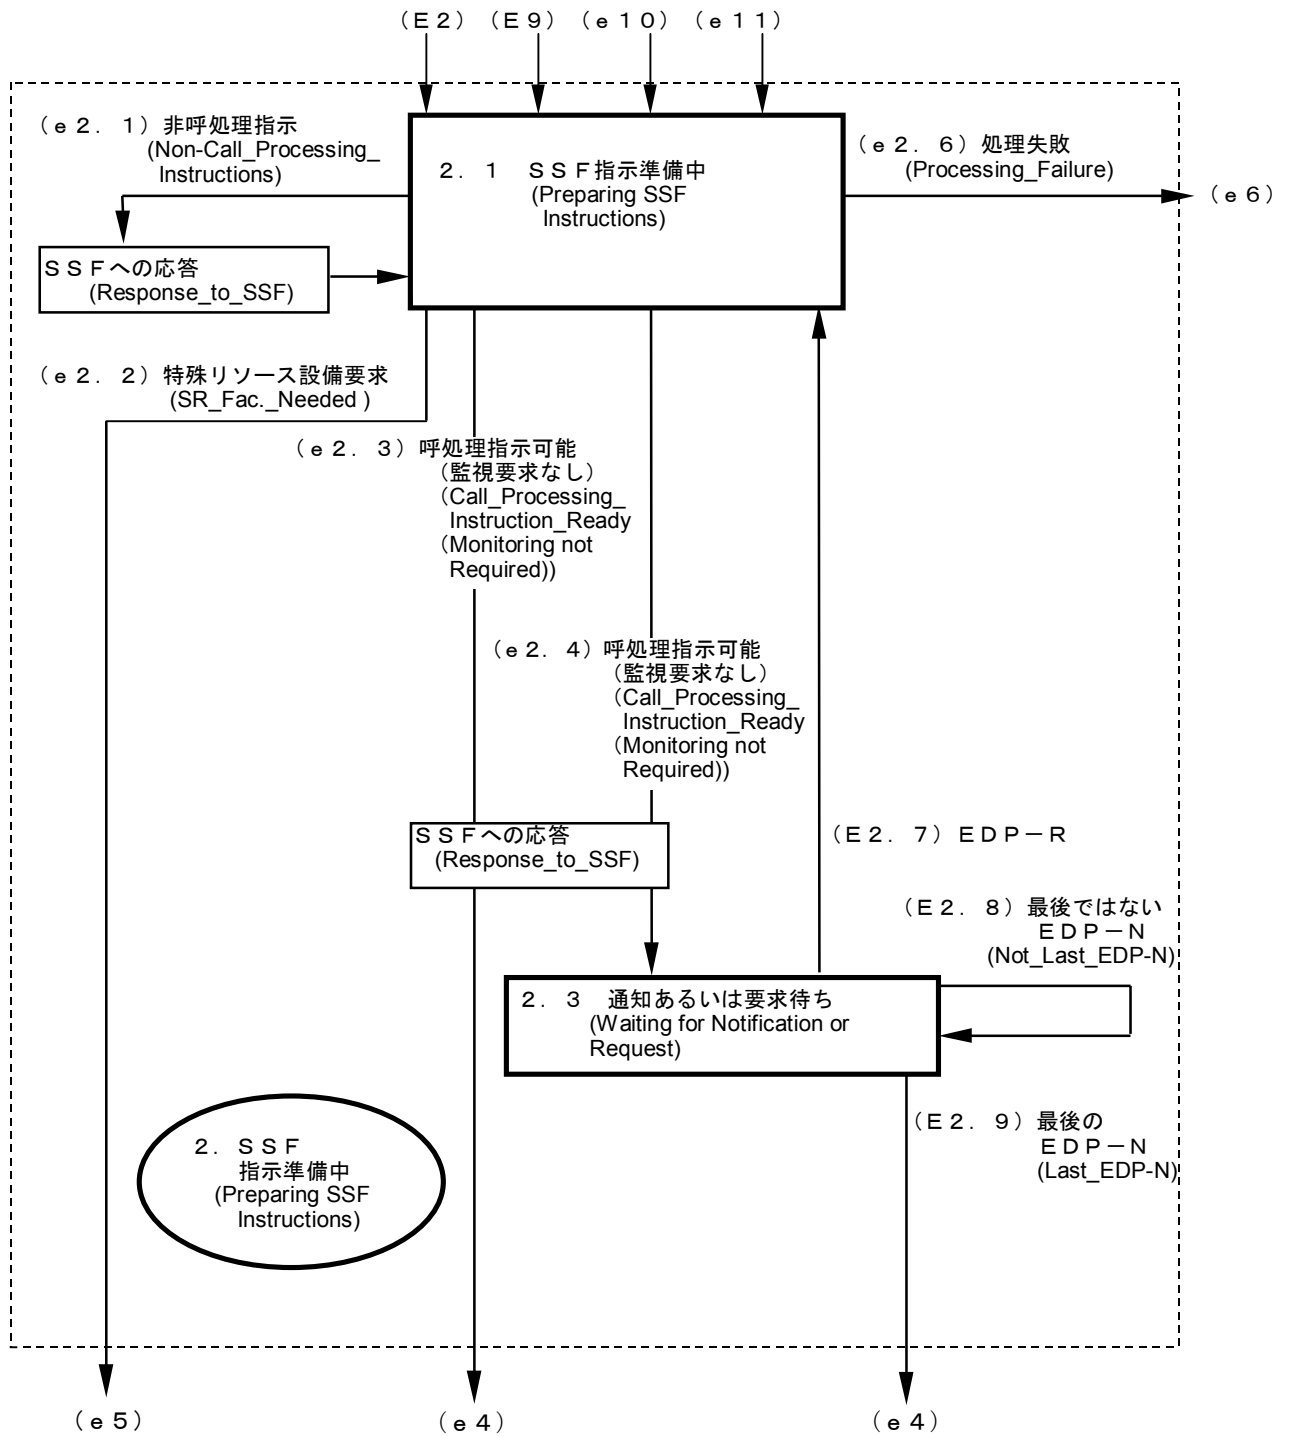 （Ｅ２）（Ｅ９）（ｅ１０）（ｅ１１）
（ｅ２．１）非呼処理指示
(Non-Call_Processing_
Instructions)
２．１　ＳＳＦ指示準備中
(Preparing SSF
Instructions)
（ｅ２．６）処理失敗
(Processing_Failure)
（ｅ６）
ＳＳＦへの応答
(Response_to_SSF)
（ｅ２．２）特殊リソース設備要求
(SR_Fac._Needed )
（ｅ２．３）呼処理指示可能
（監視要求なし）
（Call_Processing_
Instruction_Ready
（Monitoring not
Required))
（ｅ２．４）呼処理指示可能
（監視要求なし）
（Call_Processing_
Instruction_Ready
（Monitoring not
Required))
ＳＳＦへの応答
(Response_to_SSF)
（Ｅ２．７）ＥＤＰ－Ｒ
（Ｅ２．８）最後ではない
ＥＤＰ－Ｎ
(Not_Last_EDP-N)
２．３　通知あるいは要求待ち
(Waiting for Notification or
Request)
（Ｅ２．９）最後の
ＥＤＰ－Ｎ
(Last_EDP-N)
２．ＳＳＦ
指示準備中
(Preparing SSF
Instructions)
（ｅ５）
（ｅ４）
（ｅ４）